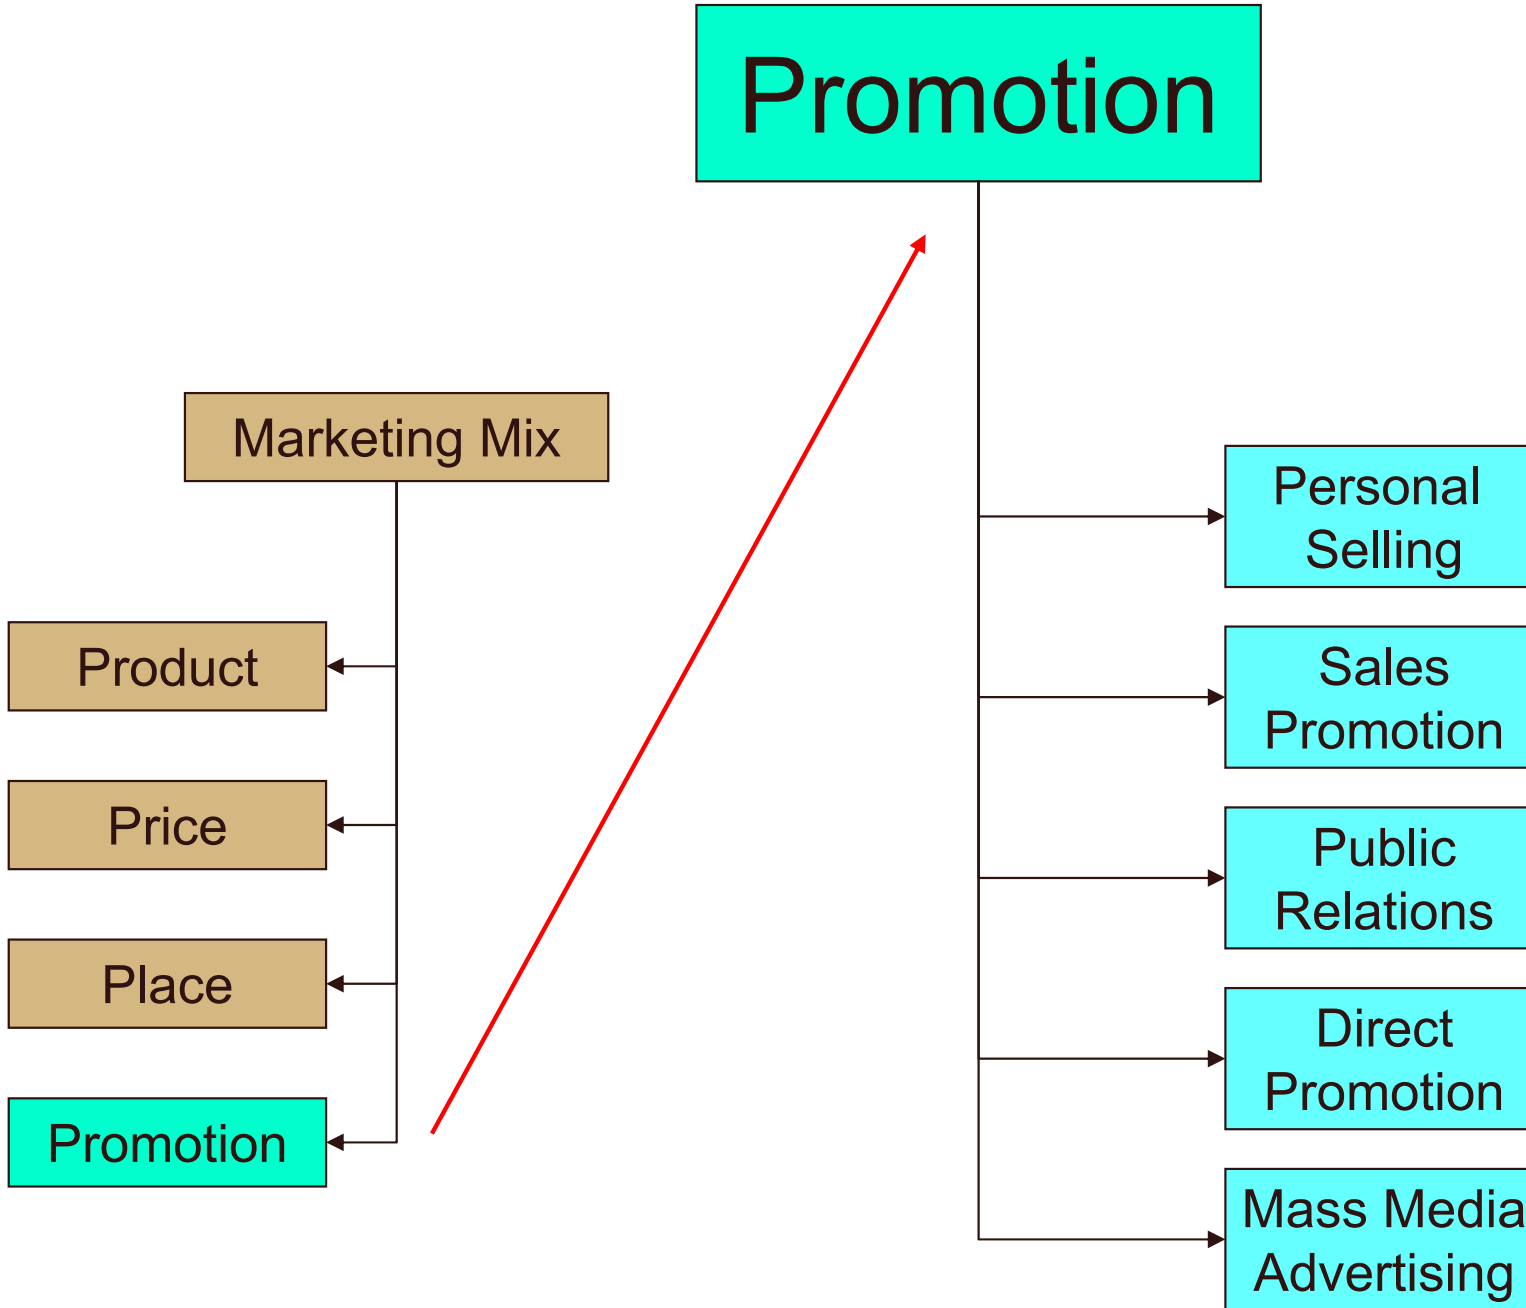 Promotion
Marketing Mix
Product
Price
Place
Promotion
Personal
Selling
Sales
Promotion
Public
Relations
Direct
Promotion
Mass Media
Advertising